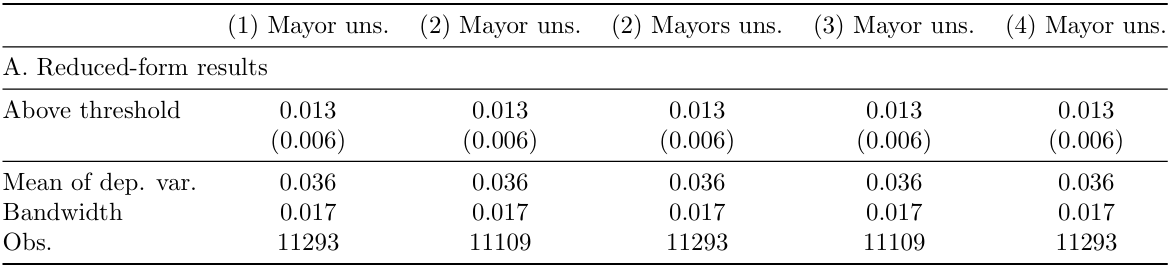 (1) Mayor uns. (2) Mayor uns. (2) Mayors uns. (3) Mayor uns. (4) Mayor uns.
A. Reduced-form results
Above threshold 0.013 0.013 0.013 0.013 0.013
(0.006) (0.006) (0.006) (0.006) (0.006)
Mean of dep. var. 0.036 0.036 0.036 0.036 0.036
Bandwidth 0.017 0.017 0.017 0.017 0.017
Obs. 11293 11109 11293 11109 11293